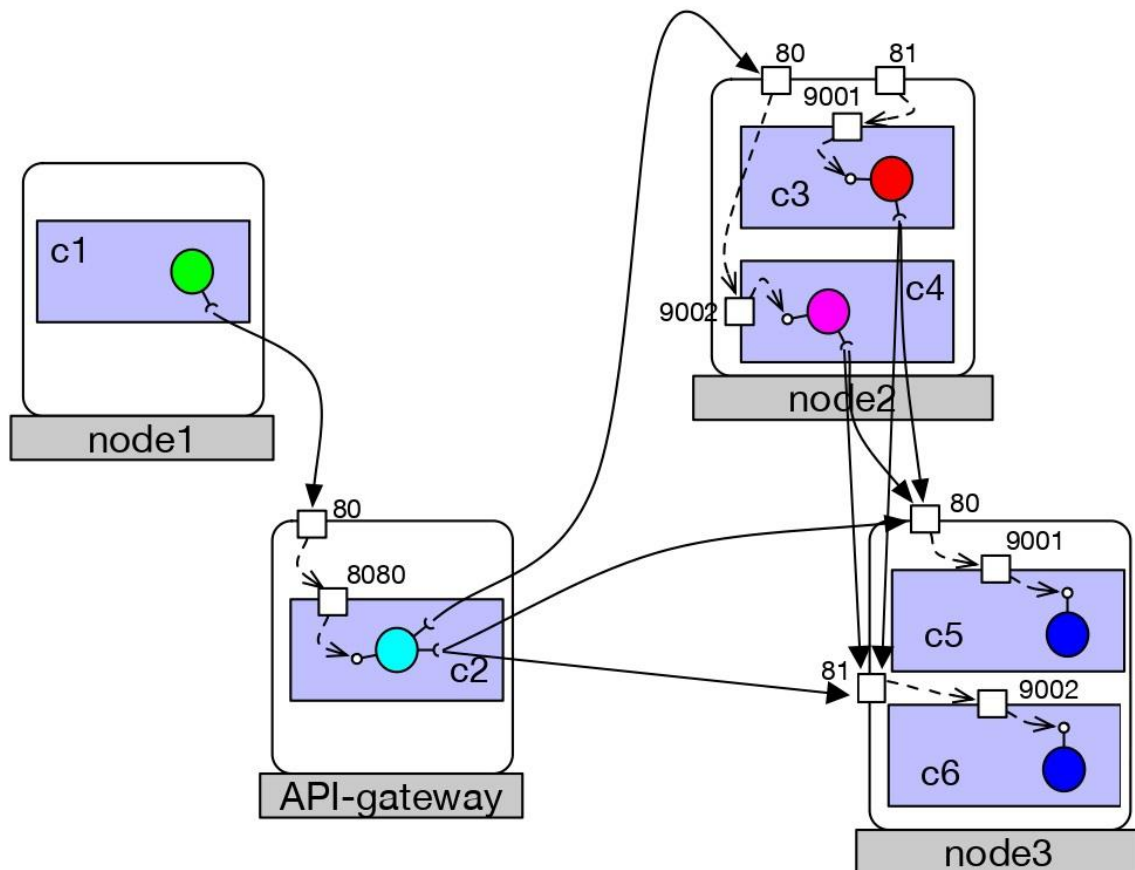 80
81
9001
c3
c1
c4
9002
node2
node1
80
80
9001
8080
c5
c2
81
9002
c6
API-gateway
node3